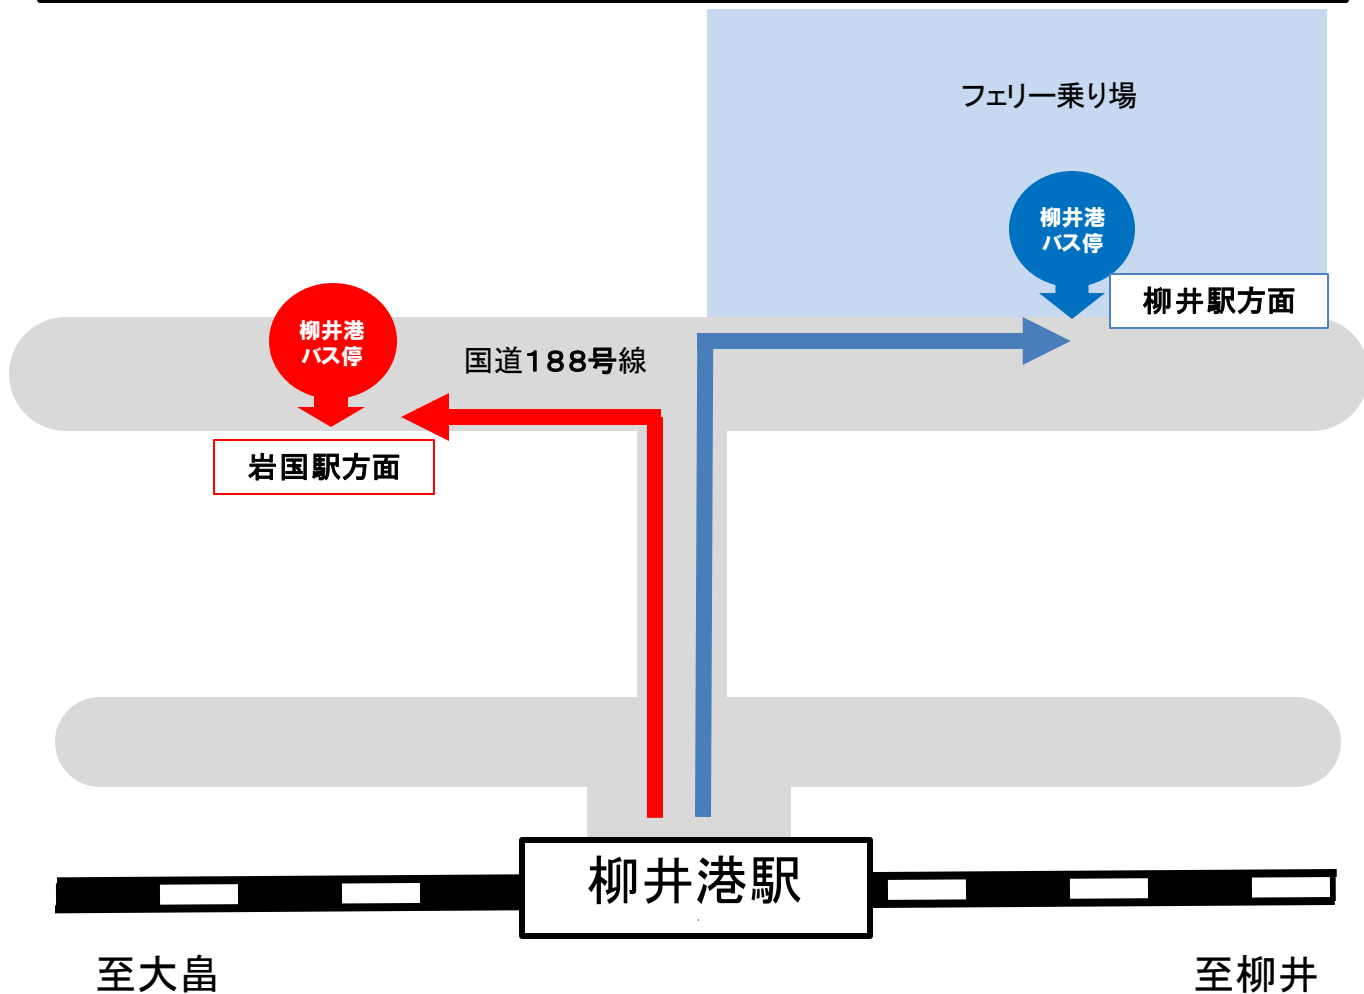 フェリー乗り場
柳井港
バス停
柳井駅方面
柳井港
バス停
国道188号線
岩国駅方面
柳井港駅
至大畠
至柳井